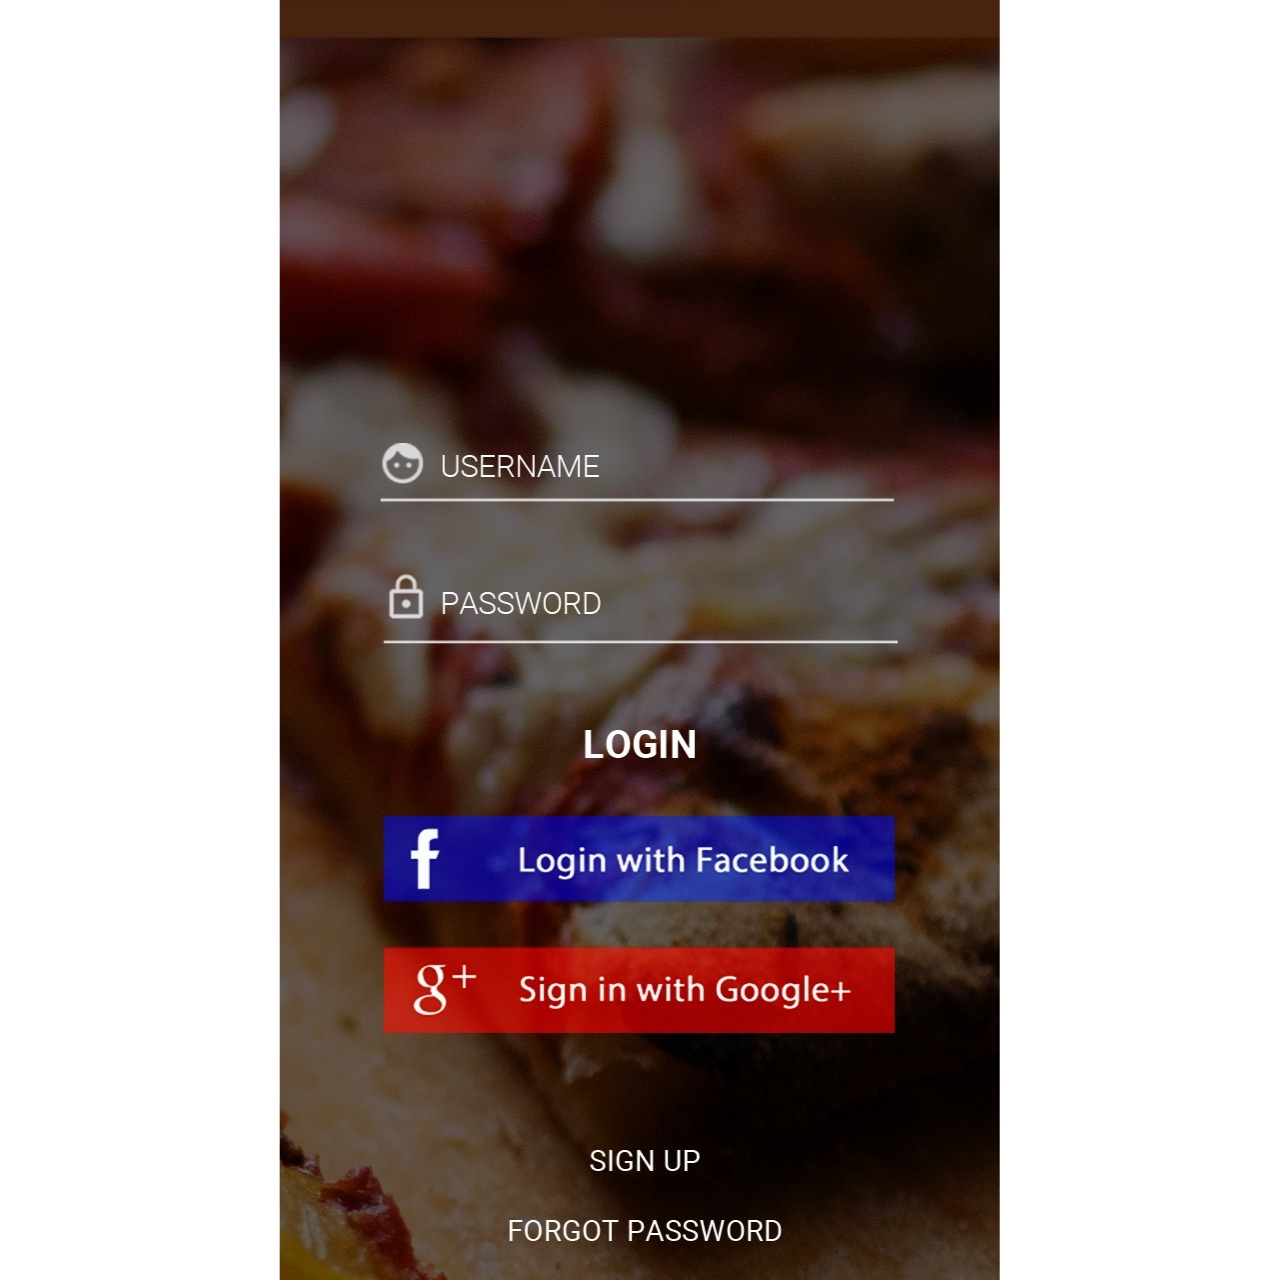 USERNAME
PASSWORD
LOGIN
f Login with Facebook
g+ Sign in with Google+
SIGN UP
FORGOT PASSWORD